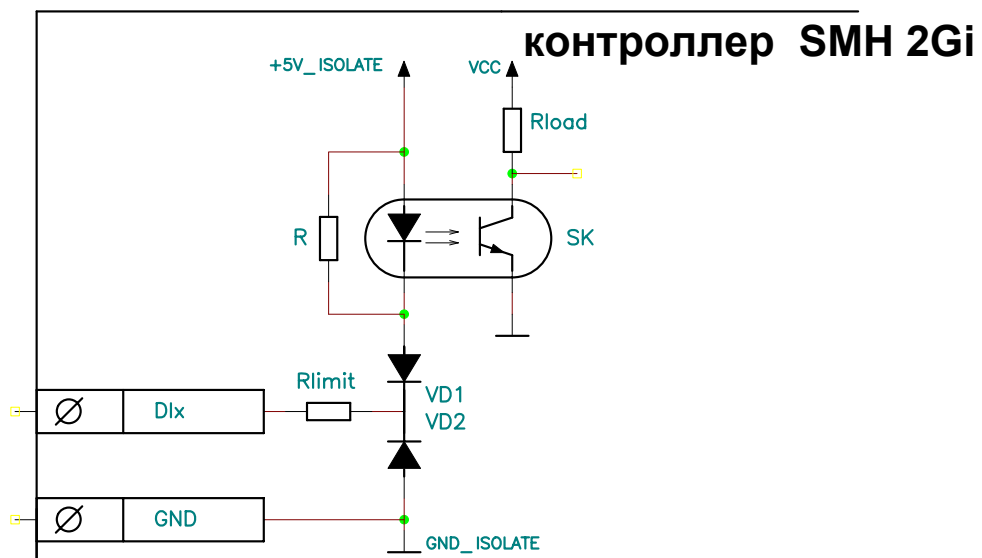 контроллер SMH 2Gi
+5V_ISOLATE
VCC
Rload
R
SK
Rlimit
VD1
DIx
VD2
GND
GND_ISOLATE